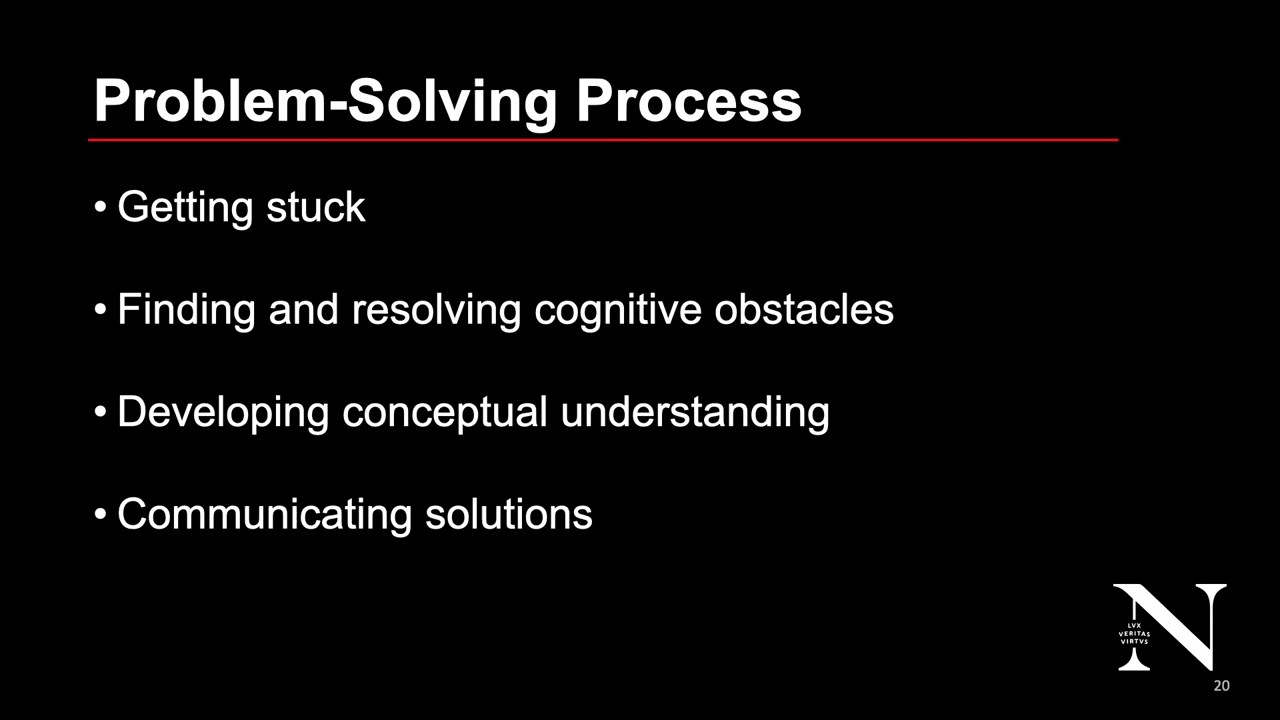 Problem-Solving Process
• Getting stuck
• Finding and resolving cognitive obstacles
• Developing conceptual understanding
• Communicating solutions
N
LVX
VERITAS
VIRTVS
20